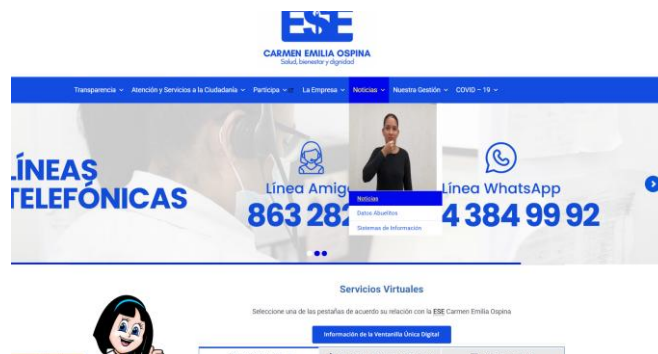 ESE
CARMEN EMILIA OSPINA
Salud, bienestar y dignidad
Transparencia Atención y Servicios a la Ciudadanía Participa La Empresa Noticias Nuestra Gestión COVID – 19
LÍNEAS
TELEFÓNICAS
Línea Amig
863 282
Línea WhatsApp
4 384 99 92
Noticias
Datos Abuelitos
Sistemas de Información
Servicios Virtuales
Seleccione una de las pestañas de acuerdo su relación con la ESE Carmen Emilia Ospina
Información de la Ventanilla Única Digital